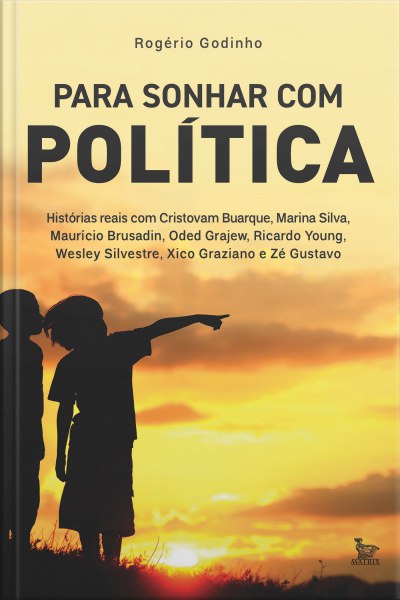 Rogério Godinho
PARA SONHAR COM
POLÍTICA
Histórias reais com Cristovam Buarque, Marina Silva,
Maurício Brusadin, Oded Grajew, Ricardo Young,
Wesley Silvestre, Xico Graziano e Zé Gustavo
MATRIX